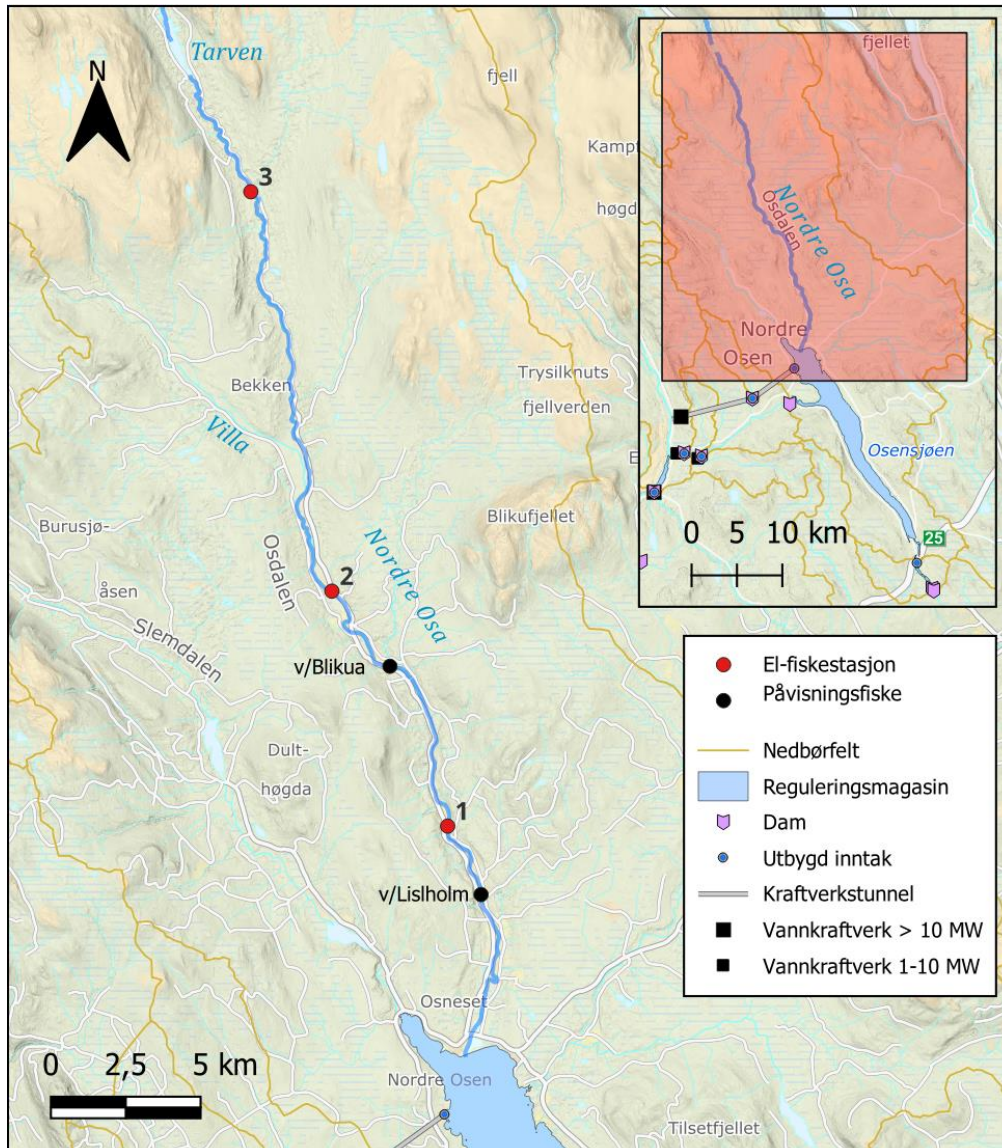 Tarven
N
fjell
3
Bekken
Villa
Trysilknuts
fjellverden
Burusjø-
åsen
Osdalen
Blikufjellet
2
Nordre Osa
Slemdalen
v/Blikua
Dult-
høgda
1
v/Lislholm
Osneset
Nordre Osen
Tilsetfjellet
0 2,5 5 km
høgda
fjellet
Nordre Osa
Osdalen
Nordre
Osen
Osensjøen
25
0 5 10 km
El-fiskestasjon
Påvisningsfiske
Nedbørfelt
Reguleringsmagasin
Dam
Utbygd inntak
Kraftverkstunnel
Vannkraftverk > 10 MW
Vannkraftverk 1-10 MW